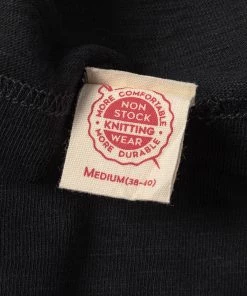 MORE COMFORTABLE
NON
STOCK
KNITTING
WEAR
MORE DURABLE
MEDIUM(38-40)